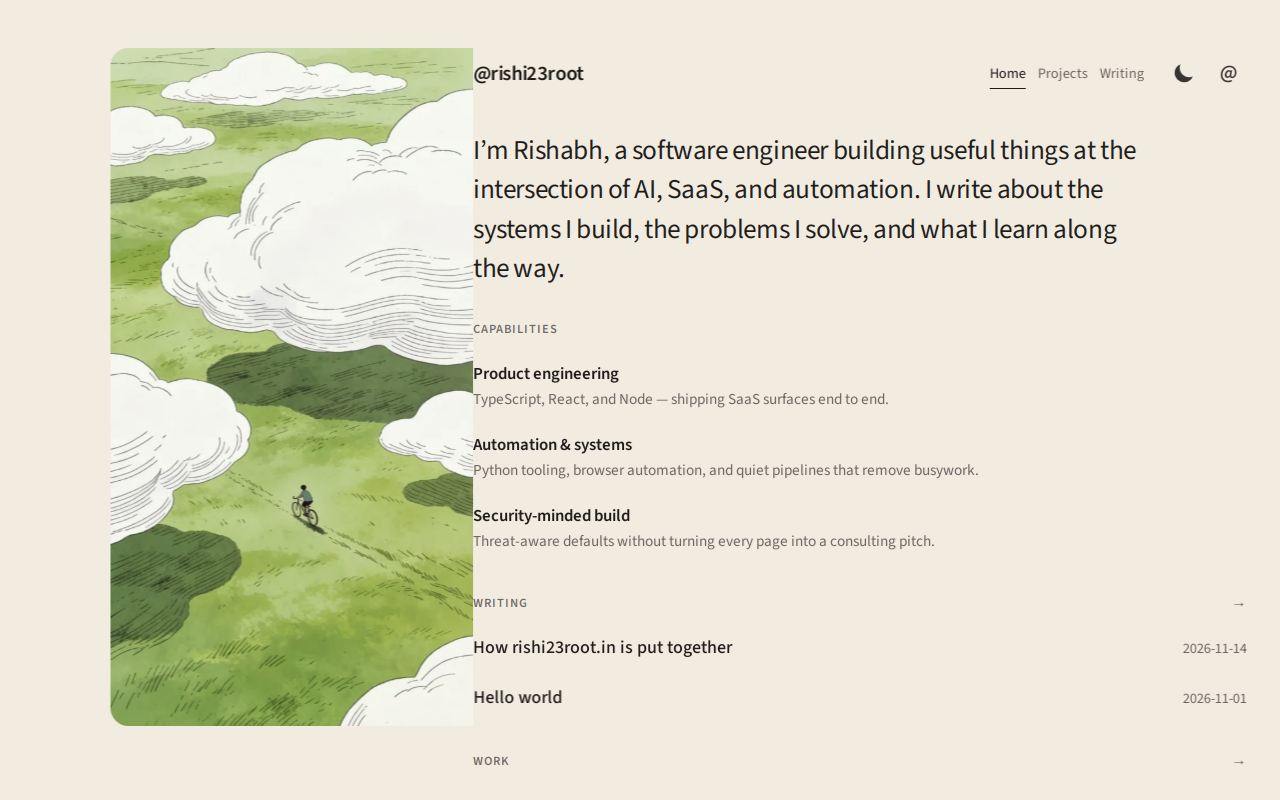 @rishi23root
Home Projects Writing @
I’m Rishabh, a software engineer building useful things at the
intersection of AI, SaaS, and automation. I write about the
systems I build, the problems I solve, and what I learn along
the way.
CAPABILITIES
Product engineering
TypeScript, React, and Node — shipping SaaS surfaces end to end.
Automation & systems
Python tooling, browser automation, and quiet pipelines that remove busywork.
Security-minded build
Threat-aware defaults without turning every page into a consulting pitch.
WRITING →
How rishi23root.in is put together 2026-11-14
Hello world 2026-11-01
WORK →